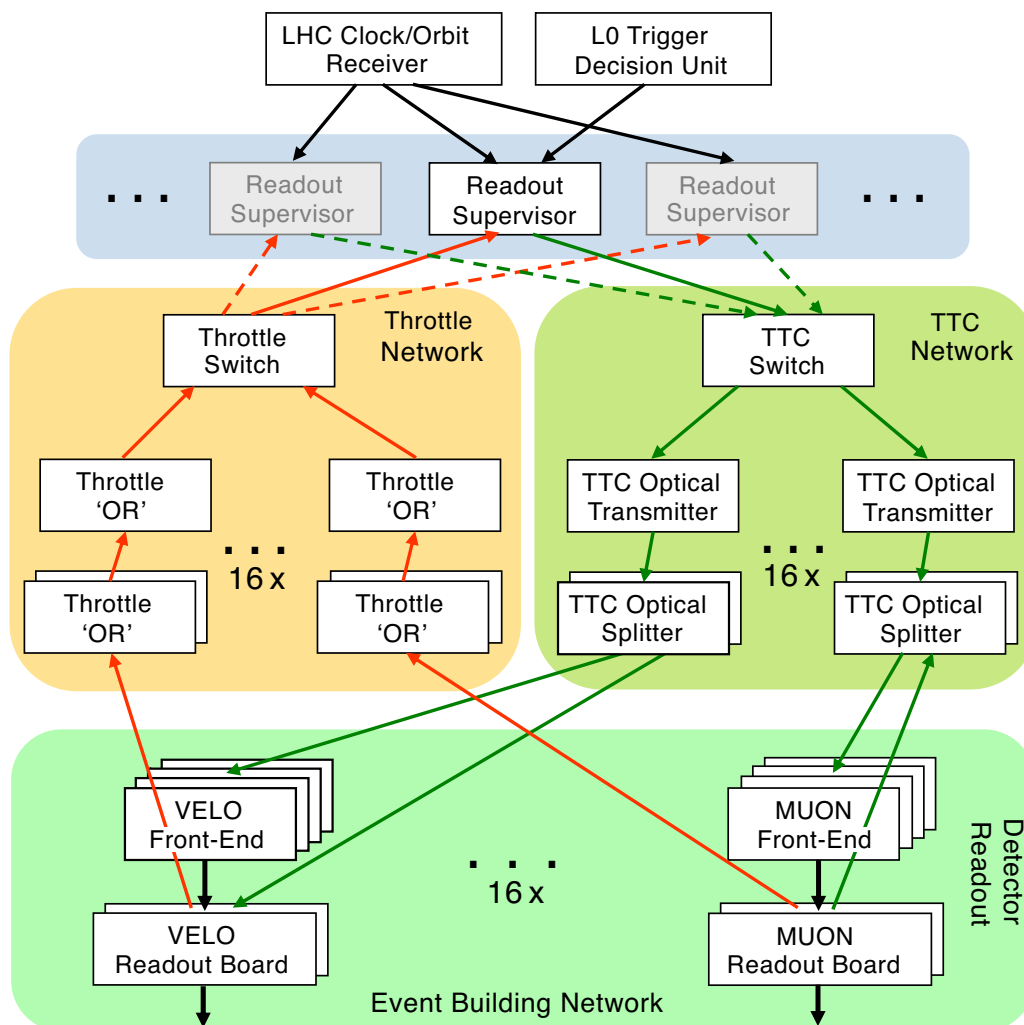 LHC Clock/Orbit
Receiver
L0 Trigger
Decision Unit
. . .
Readout
Supervisor
Readout
Supervisor
Readout
Supervisor
. . .
Throttle
Switch
Throttle
Network
TTC
Switch
TTC
Network
Throttle
‘OR’
Throttle
‘OR’
TTC Optical
Transmitter
TTC Optical
Transmitter
. . .
16 x
. . .
16 x
Throttle
‘OR’
Throttle
‘OR’
TTC Optical
Splitter
TTC Optical
Splitter
VELO
Front-End
MUON
Front-End
Detector
Readout
. . .
16 x
VELO
Readout Board
MUON
Readout Board
Event Building Network